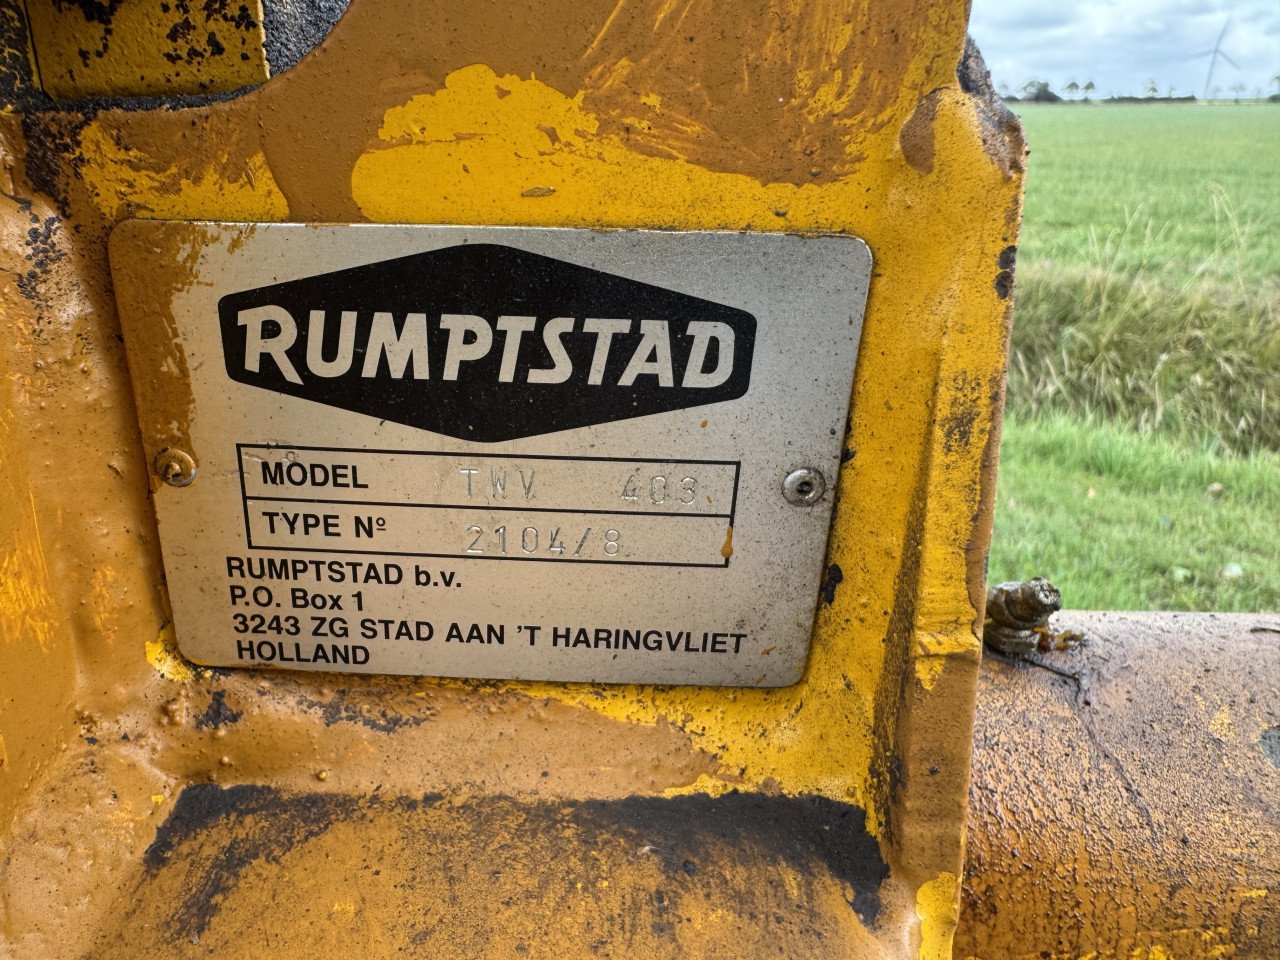 RUMPTSTAD
MODEL TWV 403
TYPE Nº 2104/8
RUMPTSTAD b.v.
P.O. Box 1
3243 ZG STAD AAN 'T HARINGVLIET
HOLLAND